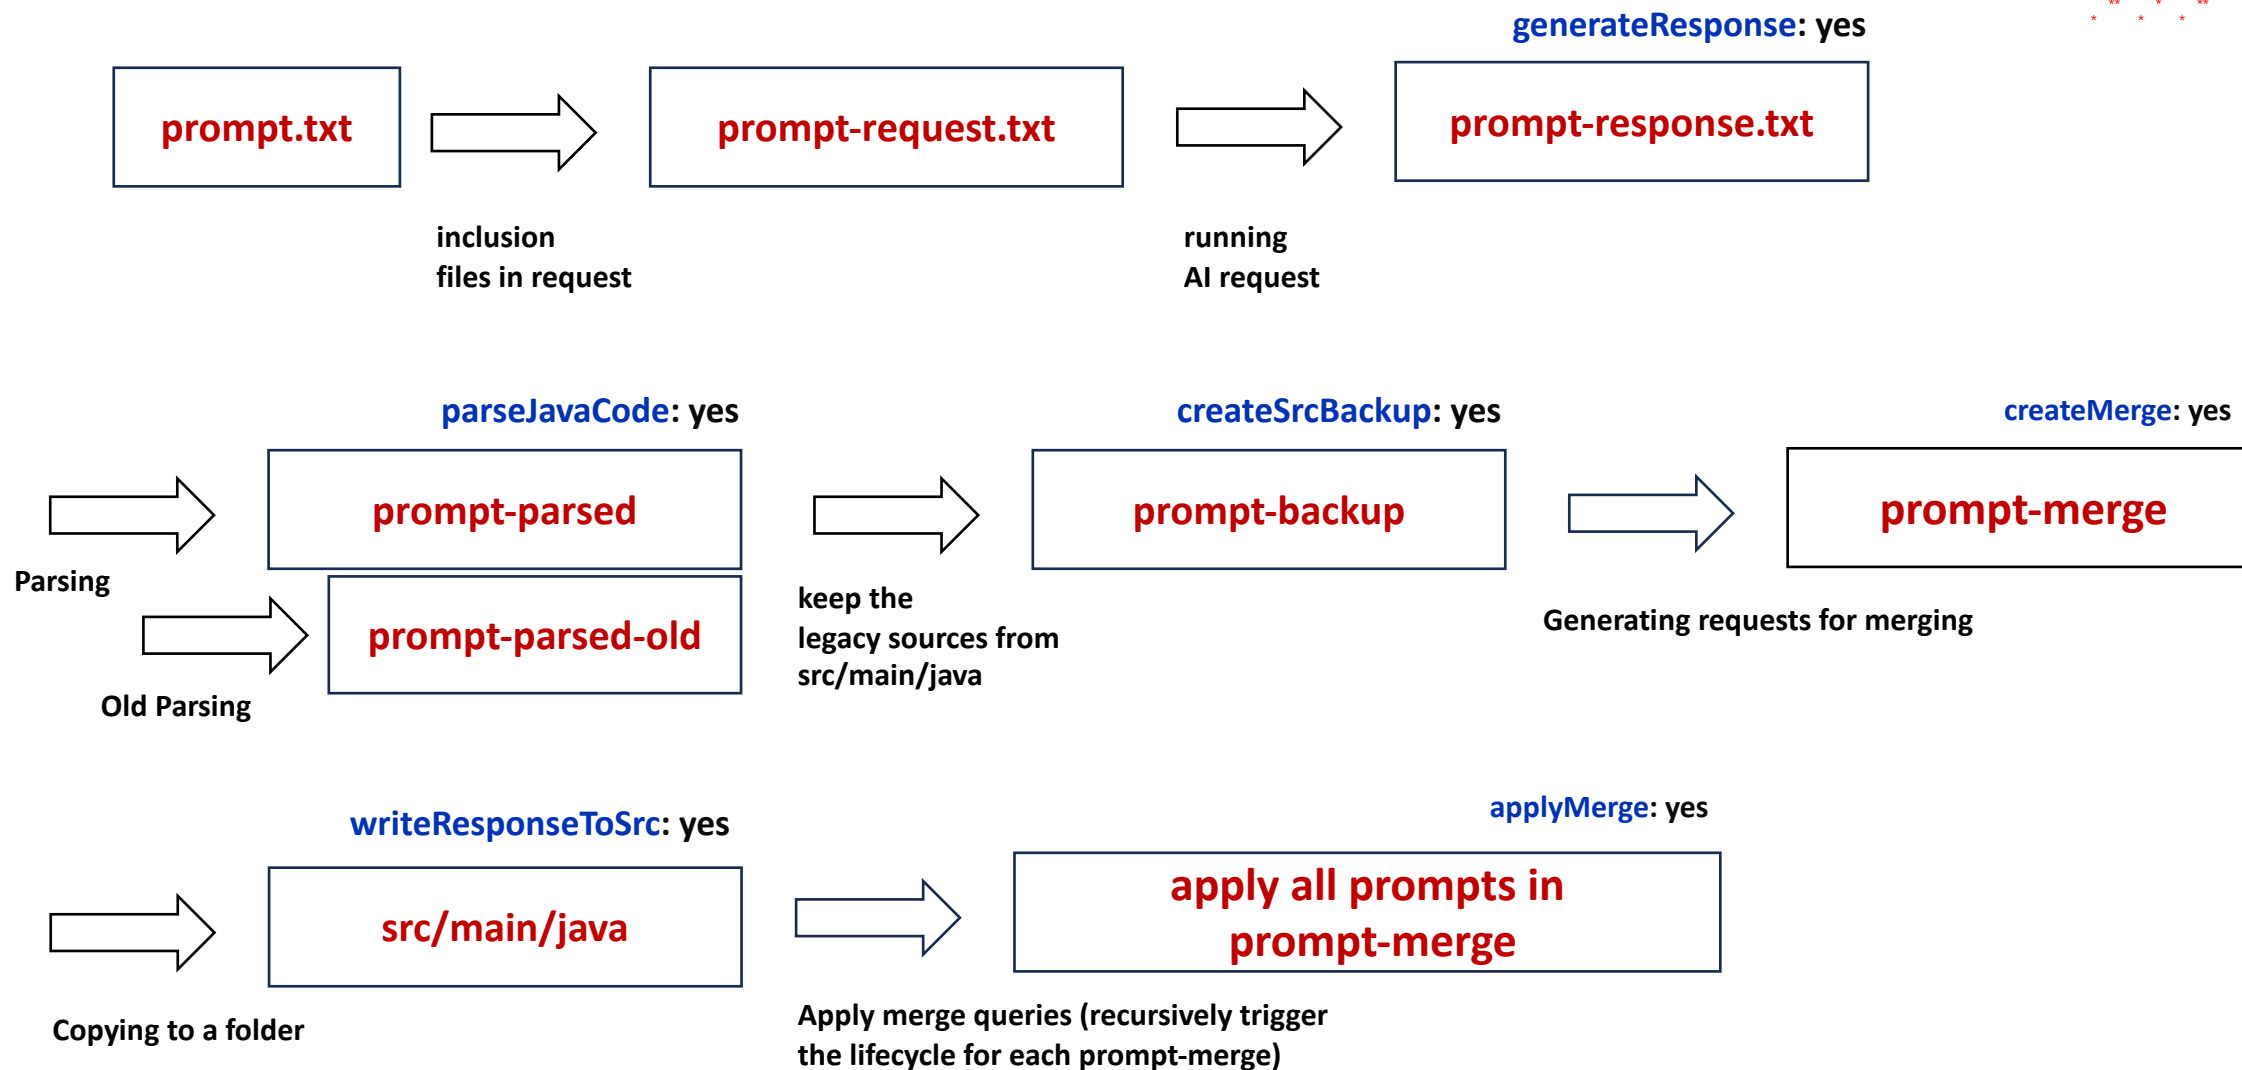 generateResponse: yes
prompt.txt
prompt-request.txt
prompt-response.txt
inclusion
files in request
running
AI request
parseJavaCode: yes
createSrcBackup: yes
createMerge: yes
prompt-parsed
prompt-backup
prompt-merge
Parsing
prompt-parsed-old
Old Parsing
keep the
legacy sources from
src/main/java
Generating requests for merging
writeResponseToSrc: yes
applyMerge: yes
src/main/java
apply all prompts in
prompt-merge
Copying to a folder
Apply merge queries (recursively trigger
the lifecycle for each prompt-merge)